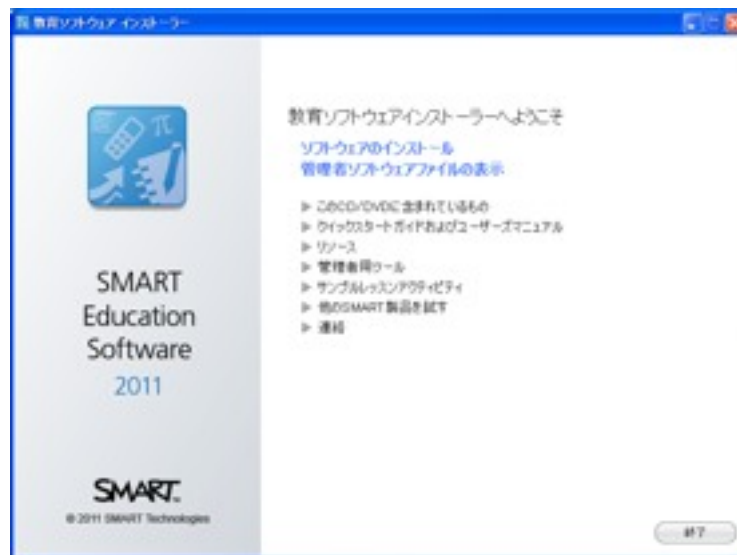 教育ソフトウェア インストーラー
π
教育ソフトウェアインストーラーへようこそ
ソフトウェアのインストール
管理者ソフトウェアファイルの表示
このCD/DVDに含まれているもの
クイックスタートガイドおよびユーザーズマニュアル
リソース
管理者用ツール
サンプルレッスンアクティビティ
他のSMART製品を試す
連絡
SMART
Education
Software
2011
SMART
© 2011 SMART Technologies
終了